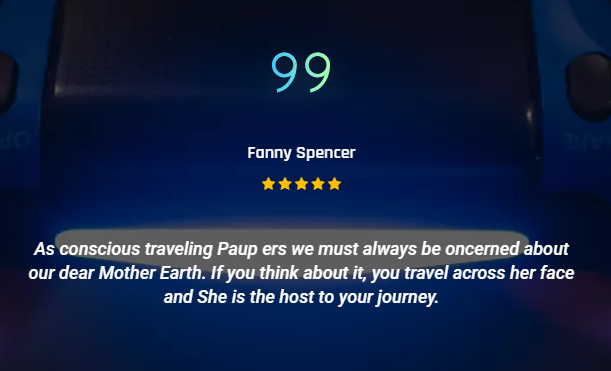 99
Fanny Spencer
As conscious traveling Paup ers we must always be oncerned about
our dear Mother Earth. If you think about it, you travel across her face
and She is the host to your journey.